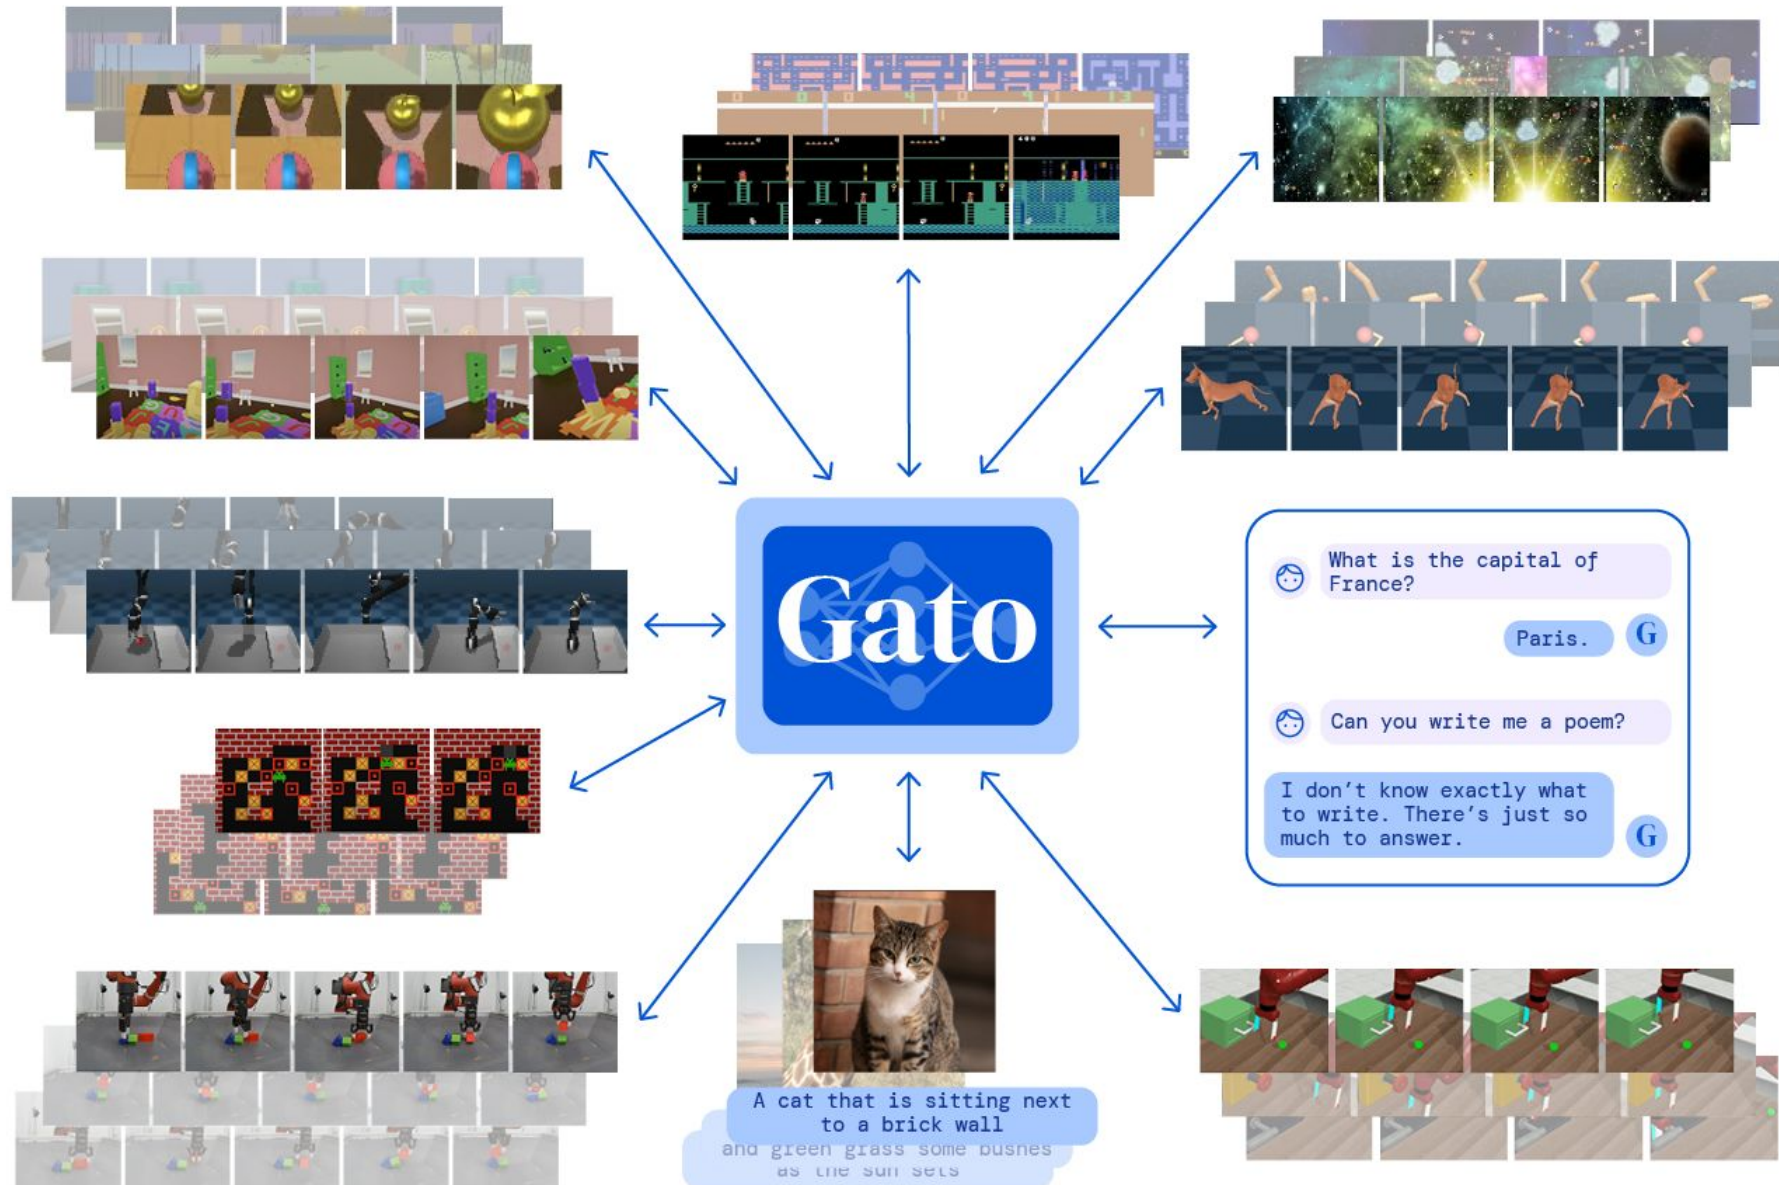 Gato
What is the capital of
France?
Paris.
G
Can you write me a poem?
I don't know exactly what
to write. There's just so
much to answer.
G
A cat that is sitting next
to a brick wall
and green grass some bushes
as the sun sets